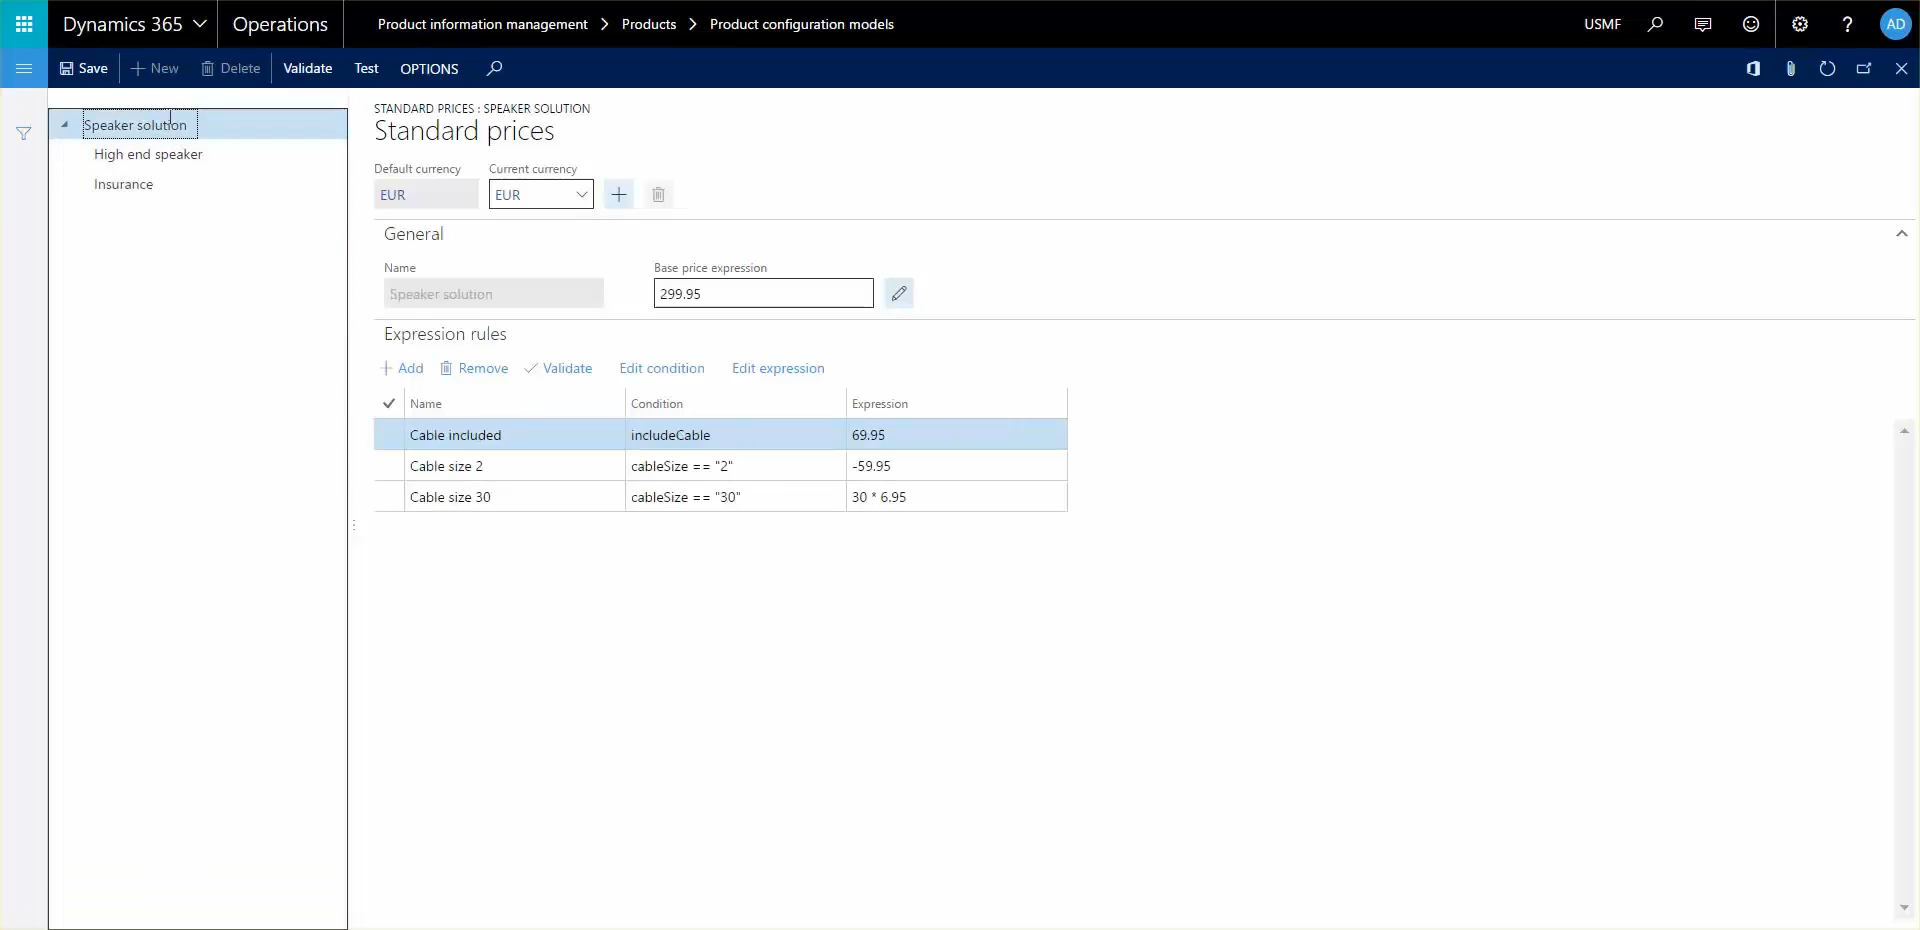 Dynamics 365 Operations Product information management Products Product configuration models USMF ? AD
Save + New Delete Validate Test OPTIONS
Speaker solution
High end speaker
Insurance
STANDARD PRICES : SPEAKER SOLUTION
Standard prices
Default currency Current currency
EUR EUR
General
Name Base price expression
Speaker solution 299.95
Expression rules
+ Add Remove Validate Edit condition Edit expression
Name Condition Expression
Cable included includeCable 69.95
Cable size 2 cableSize == "2" -59.95
Cable size 30 cableSize == "30" 30 * 6.95